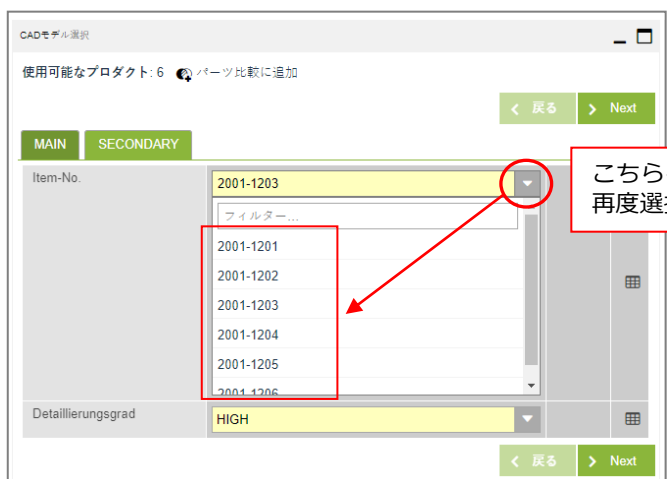 CADモデル選択
使用可能なプロダクト: 6 パーツ比較に追加
戻る Next
MAIN SECONDARY
Item-No. 2001-1203
フィルター...
2001-1201
2001-1202
2001-1203
2001-1204
2001-1205
2001-1206
こちら
再度選
Detaillierungsgrad HIGH
戻る Next